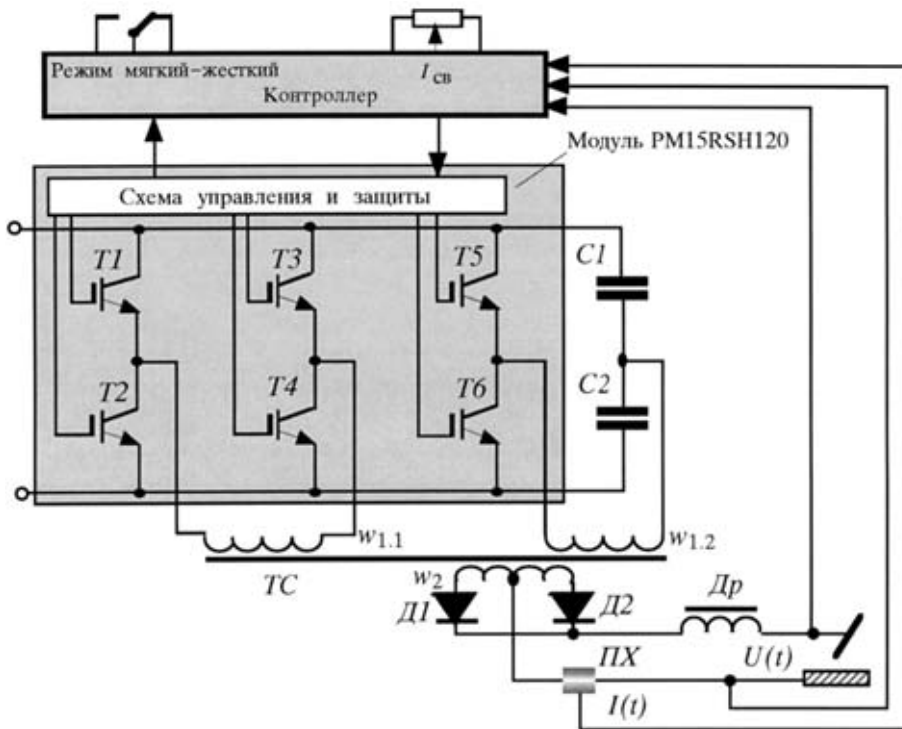 Режим мягкий-жесткий
I св
Контроллер
Модуль PM15RSH120
Схема управления и защиты
T1
T3
T5
C1
T2
T4
T6
C2
w1.1
w1.2
TC
w2
Д1
Д2
Др
ПХ
U(t)
I(t)